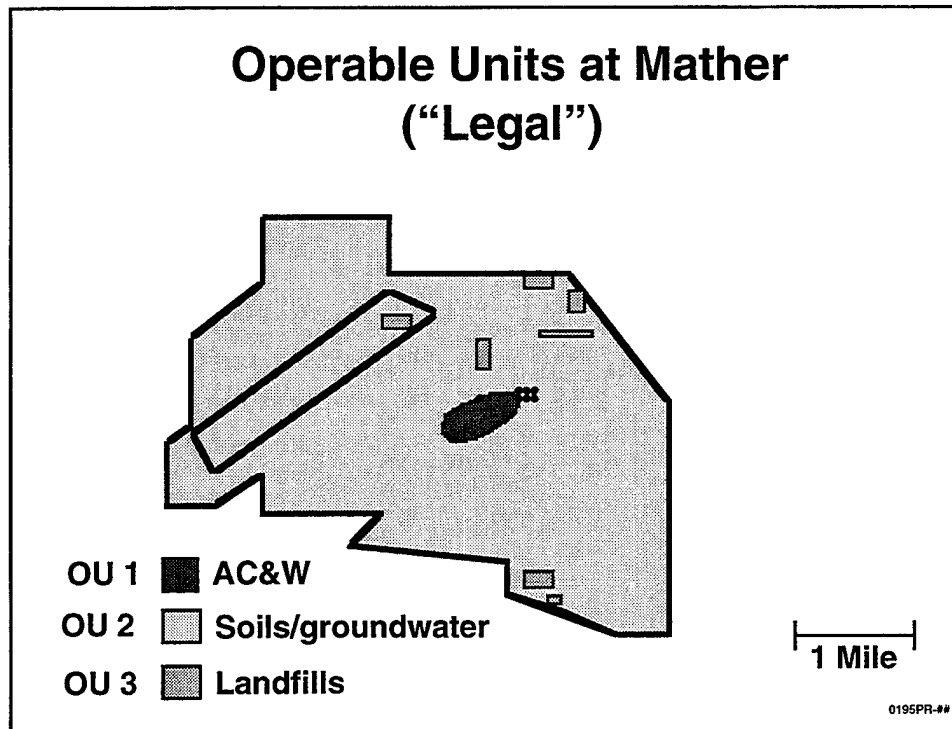 Operable Units at Mather
(“Legal”)
OU 1 AC&W
OU 2 Soils/groundwater
OU 3 Landfills
1 Mile
0195PR-##